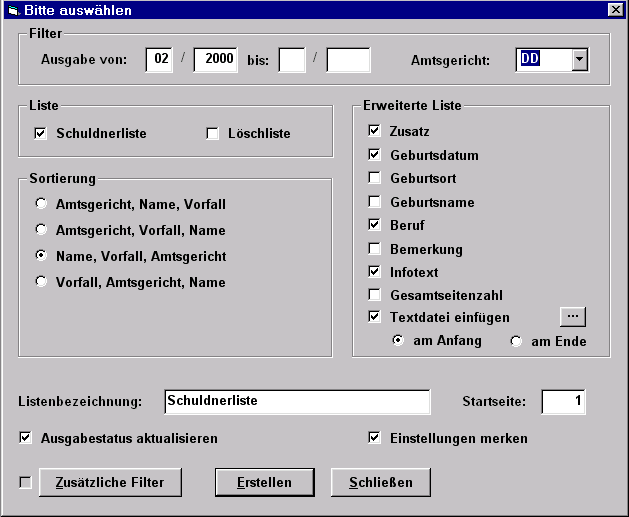 Bitte auswählen
Filter
Ausgabe von: 02 / 2000 bis: / Amtsgericht: DD
Liste
Schuldnerliste Löschliste
Sortierung
Amtsgericht, Name, Vorfall
Amtsgericht, Vorfall, Name
Name, Vorfall, Amtsgericht
Vorfall, Amtsgericht, Name
Erweiterte Liste
Zusatz
Geburtsdatum
Geburtsort
Geburtsname
Beruf
Bemerkung
Infotext
Gesamtseitenzahl
Textdatei einfügen ...
am Anfang am Ende
Listenbezeichnung: Schuldnerliste Startseite: 1
Ausgabestatus aktualisieren Einstellungen merken
Zusätzliche Filter Erstellen Schließen